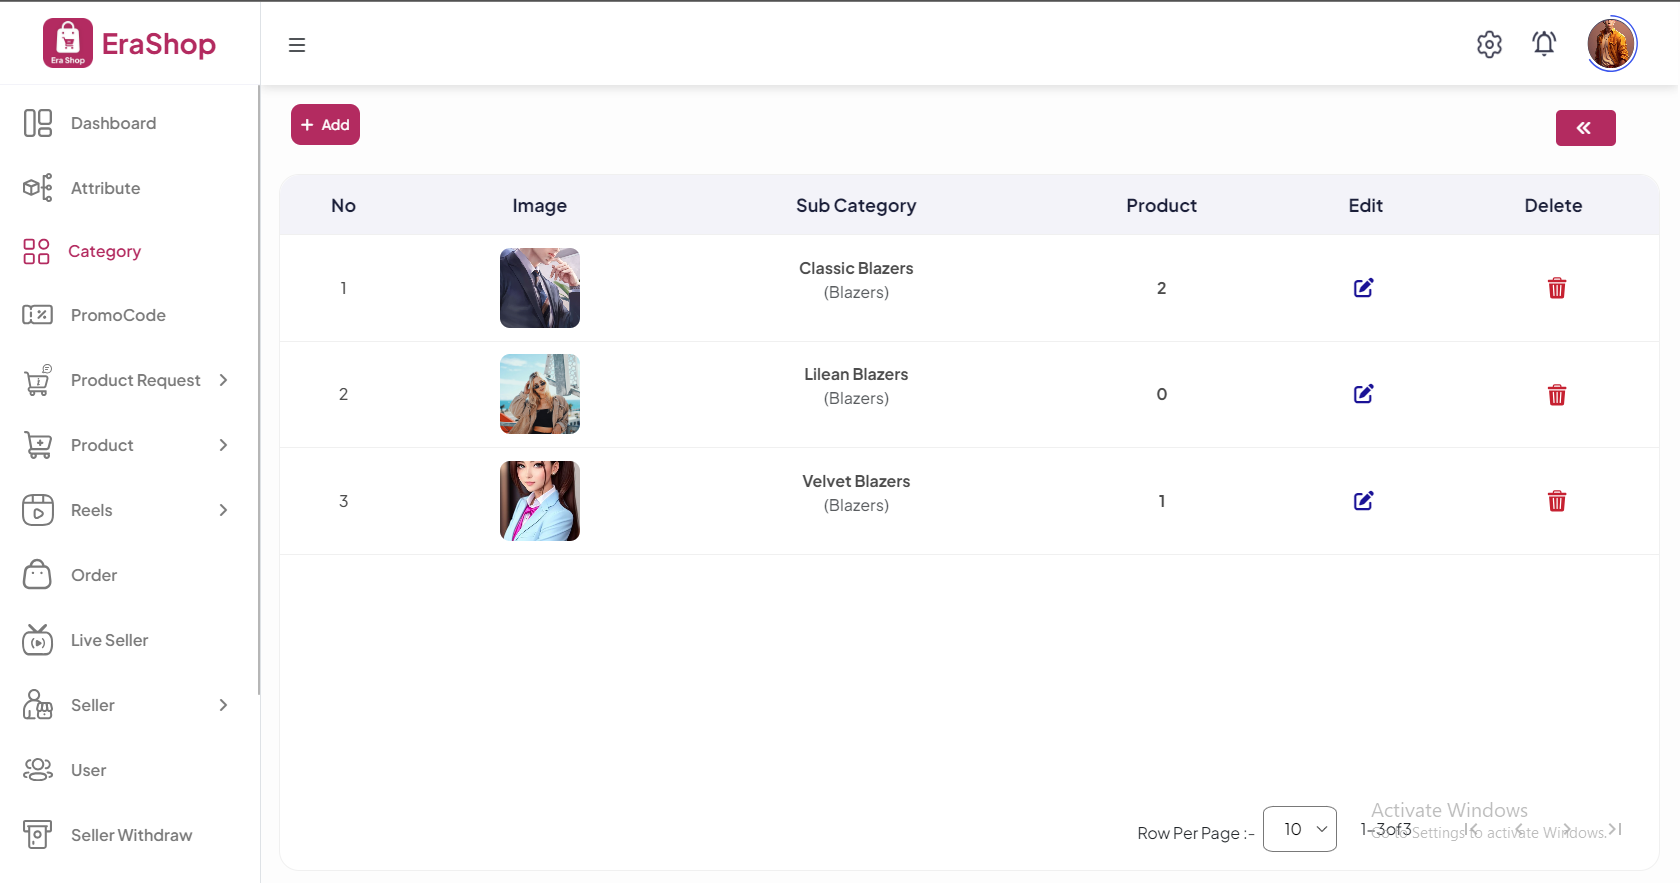 Era Shop
EraShop
Dashboard
Attribute
Category
PromoCode
Product Request
Product
Reels
Order
Live Seller
Seller
User
Seller Withdraw
+ Add
No Image Sub Category Product Edit Delete
1 Classic Blazers 2
(Blazers)
2 Lilean Blazers 0
(Blazers)
3 Velvet Blazers 1
(Blazers)
Row Per Page :- 10 1-3of3
Activate Windows
Go to Settings to activate Windows.